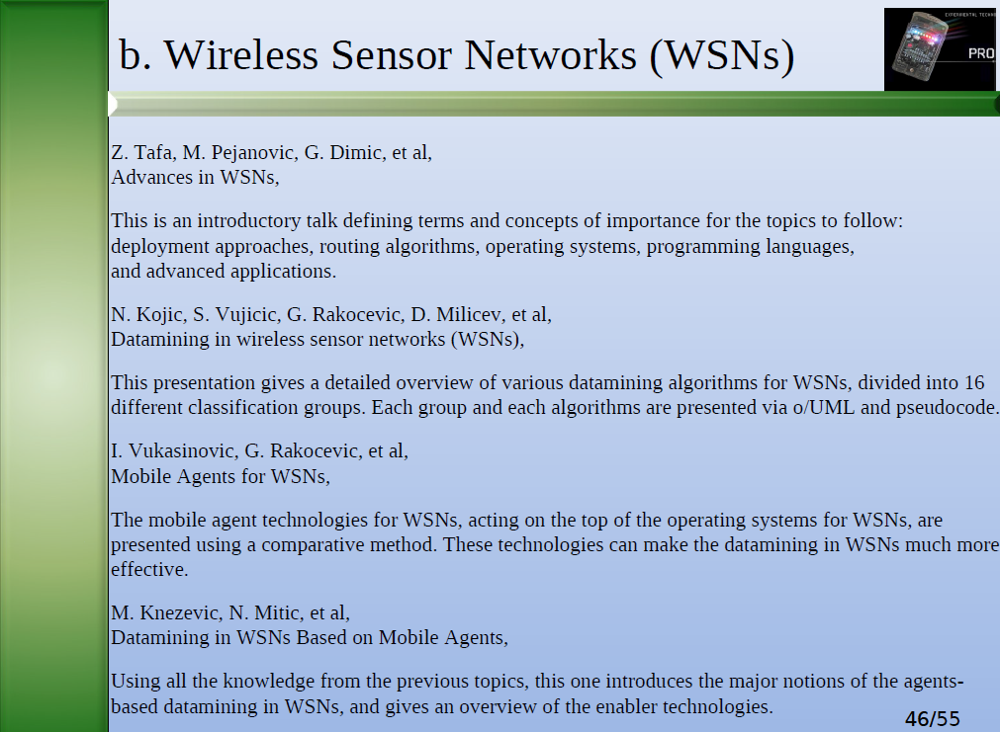 b. Wireless Sensor Networks (WSNs)
EXPERIMENTAL TECHNO
PRO
Z. Tafa, M. Pejanovic, G. Dimic, et al,
Advances in WSNs,
This is an introductory talk defining terms and concepts of importance for the topics to follow:
deployment approaches, routing algorithms, operating systems, programming languages,
and advanced applications.
N. Kojic, S. Vujicic, G. Rakocevic, D. Milicev, et al,
Datamining in wireless sensor networks (WSNs),
This presentation gives a detailed overview of various datamining algorithms for WSNs, divided into 16
different classification groups. Each group and each algorithms are presented via o/UML and pseudocode.
I. Vukasinovic, G. Rakocevic, et al,
Mobile Agents for WSNs,
The mobile agent technologies for WSNs, acting on the top of the operating systems for WSNs, are
presented using a comparative method. These technologies can make the datamining in WSNs much more
effective.
M. Knezevic, N. Mitic, et al,
Datamining in WSNs Based on Mobile Agents,
Using all the knowledge from the previous topics, this one introduces the major notions of the agents-
based datamining in WSNs, and gives an overview of the enabler technologies.
46/55